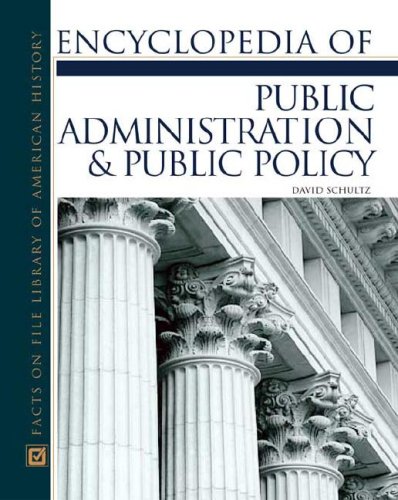 ENCYCLOPEDIA OF
PUBLIC
ADMINISTRATION
& PUBLIC POLICY
DAVID SCHULTZ
FACTS ON FILE LIBRARY OF AMERICAN HISTORY